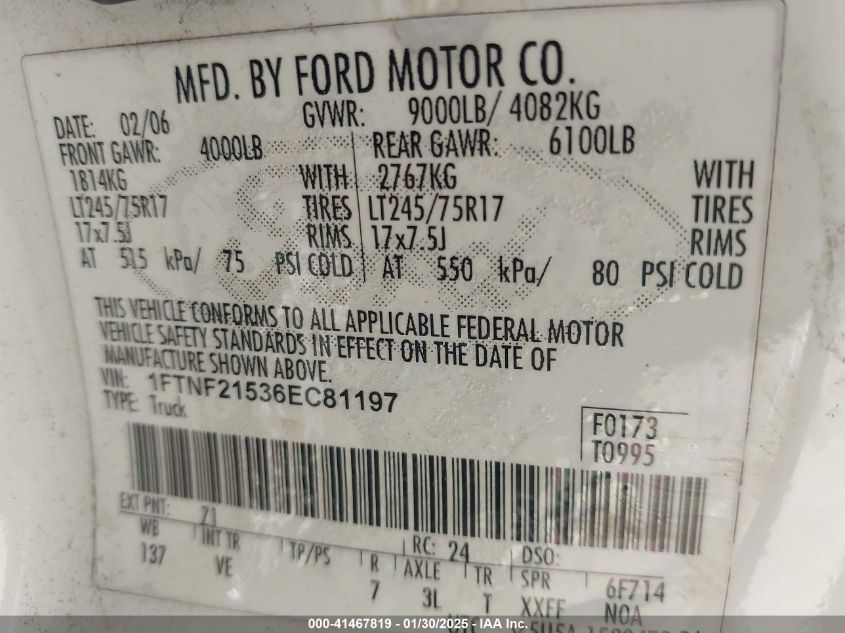 MFD. BY FORD MOTOR CO.
DATE: 02/06 GVWR: 9000LB/ 4082KG
FRONT GAWR: 4000LB REAR GAWR: 6100LB
1814KG WITH 2767KG WITH
LT245/75R17 TIRES LT245/75R17 TIRES
17x7.5J RIMS 17x7.5J RIMS
AT 515 kPa/ 75 PSI COLD AT 550 kPa/ 80 PSI COLD
THIS VEHICLE CONFORMS TO ALL APPLICABLE FEDERAL MOTOR
VEHICLE SAFETY STANDARDS IN EFFECT ON THE DATE OF
MANUFACTURE SHOWN ABOVE.
VIN: 1FTNF21536EC81197
TYPE: Truck
F0173
T0995
EXT PNT: 71 RC: 24 DSO:
WB INT TR TP/PS R AXLE TR SPR 6F714
137 VE 7 3L T XXFF NOA
000-41467819 - 01/30/2025 - IAA Inc.